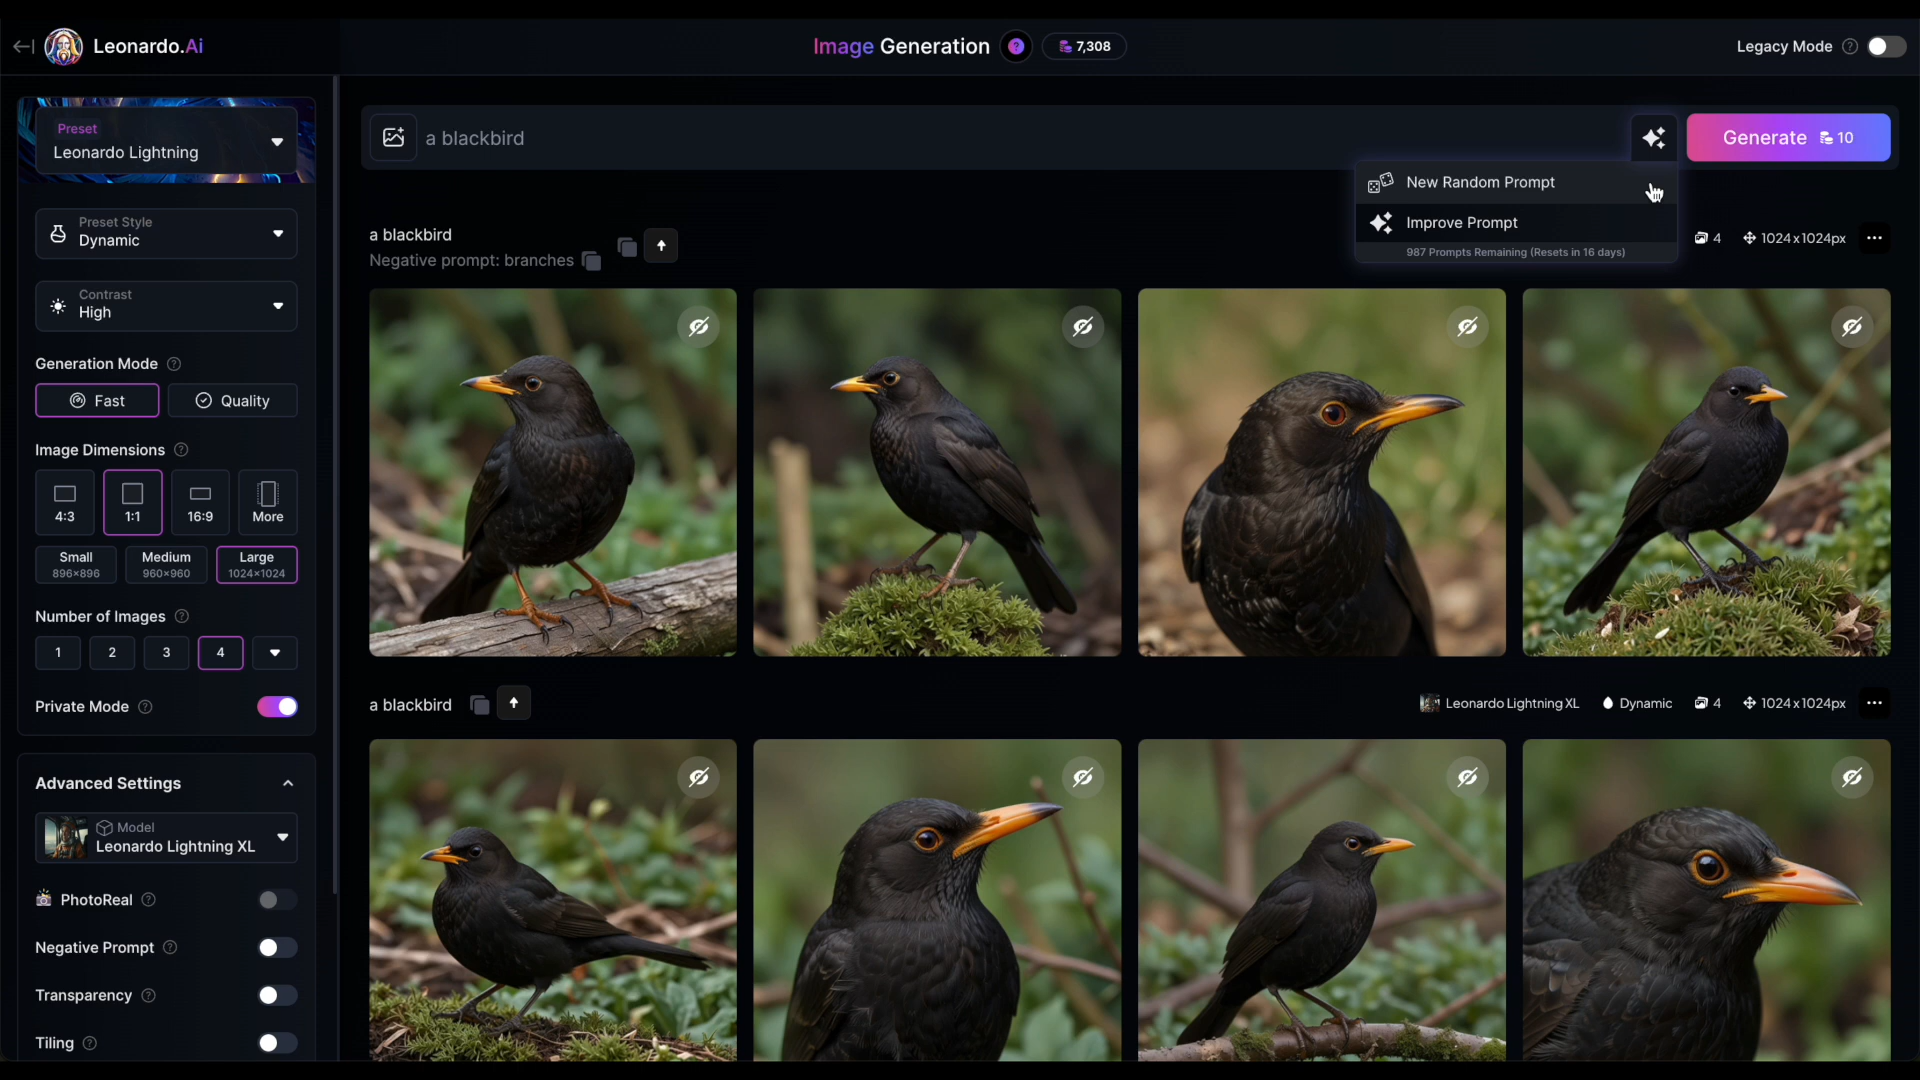 Leonardo.Ai
Image Generation
?
7,308
Legacy Mode ?
Preset
Leonardo Lightning
a blackbird
Generate 10
New Random Prompt
Improve Prompt
987 Prompts Remaining (Resets in 16 days)
Preset Style
Dynamic
Contrast
High
Generation Mode ?
Fast
Quality
Image Dimensions ?
4:3
1:1
16:9
More
Small
896×896
Medium
960×960
Large
1024×1024
Number of Images ?
1
2
3
4
Private Mode ?
Advanced Settings
Model
Leonardo Lightning XL
PhotoReal ?
Negative Prompt ?
Transparency ?
Tiling ?
a blackbird
Negative prompt: branches
4
1024x1024px
a blackbird
Leonardo Lightning XL
Dynamic
4
1024x1024px